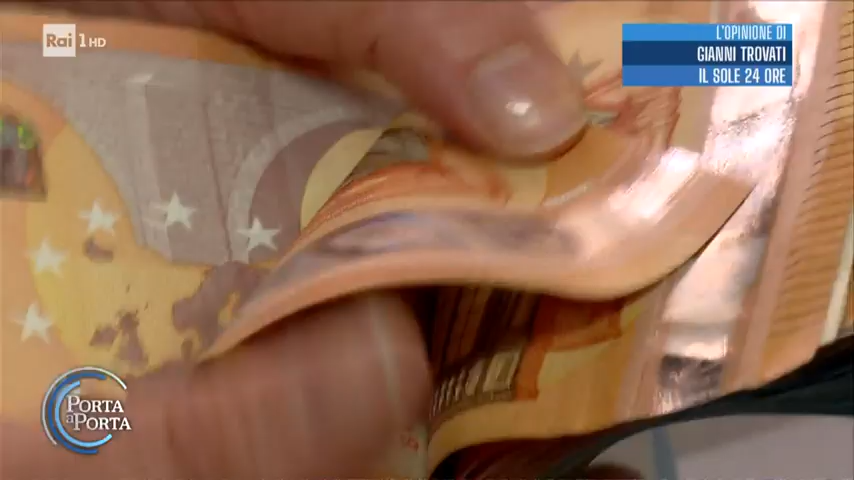 Rai 1 HD
L'OPINIONE DI
GIANNI TROVATI
IL SOLE 24 ORE
PORTA
a PORTA